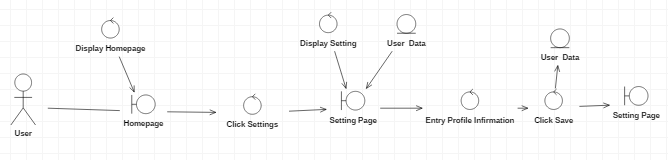 Display Homepage
Display Setting
User Data
User Data
User
Homepage
Click Settings
Setting Page
Entry Profile Infirmation
Click Save
Setting Page